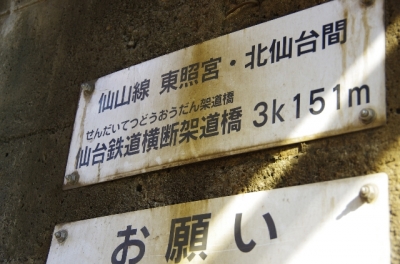 仙山線 東照宮・北仙台間
せんだいてつどうおうだん架道橋
仙台鉄道横断架道橋 3k151m
お願い